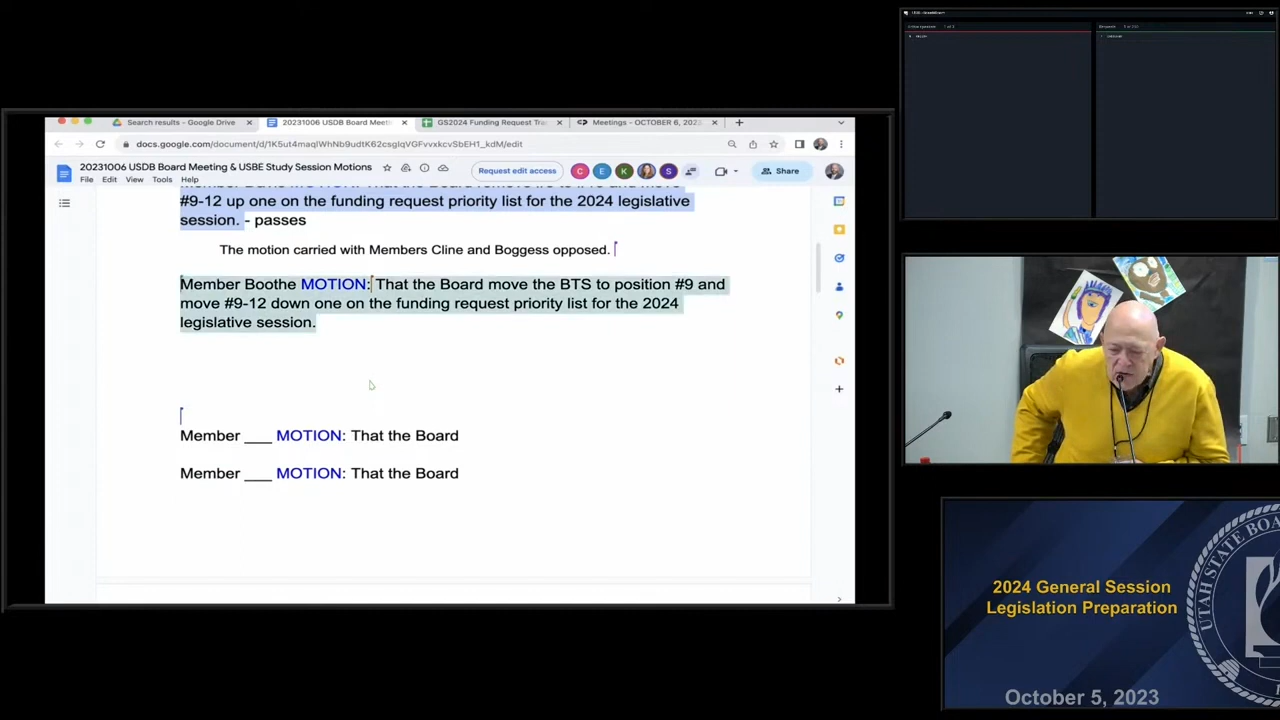 Search results - Google Drive
20231006 USDB Board Meeti
GS2024 Funding Request Tra
Meetings - OCTOBER 6, 2023
docs.google.com/document/d/
20231006 USDB Board Meeting & USBE Study Session Motions
File Edit View Tools Help
Request edit access
C E K S
Share
#9-12 up one on the funding request priority list for the 2024 legislative
session. - passes
The motion carried with Members Cline and Boggess opposed.
Member Boothe MOTION: That the Board move the BTS to position #9 and
move #9-12 down one on the funding request priority list for the 2024
legislative session.
Member ___ MOTION: That the Board
Member ___ MOTION: That the Board
2024 General Session
Legislation Preparation
UTAH STATE BOA
October 5, 2023